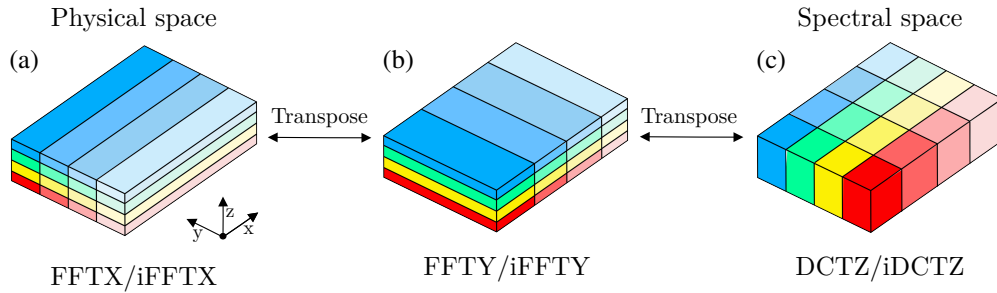 Physical space
Spectral space
(a)
(b)
(c)
Transpose
Transpose
z
y
x
FFTX/iFFTX
FFTY/iFFTY
DCTZ/iDCTZ